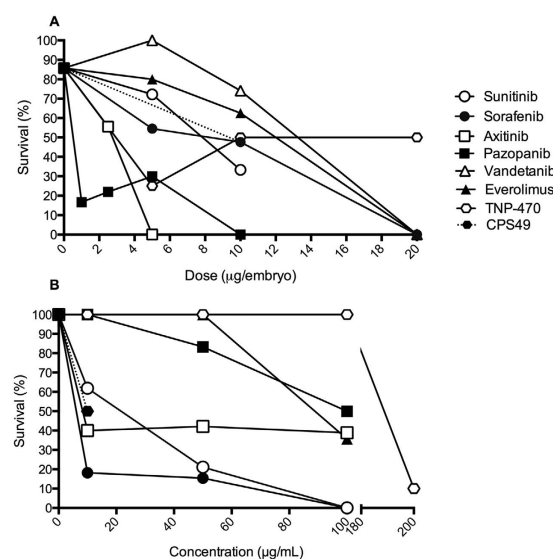 A
Survival (%)
100
90
80
70
60
50
40
30
20
10
0
0 2 4 6 8 10 12 14 16 18 20
Dose (μg/embryo)
Sunitinib
Sorafenib
Axitinib
Pazopanib
Vandetanib
Everolimus
TNP-470
CPS49
B
Survival (%)
100
90
80
70
60
50
40
30
20
10
0
0 20 40 60 80 100 180 200
Concentration (μg/mL)